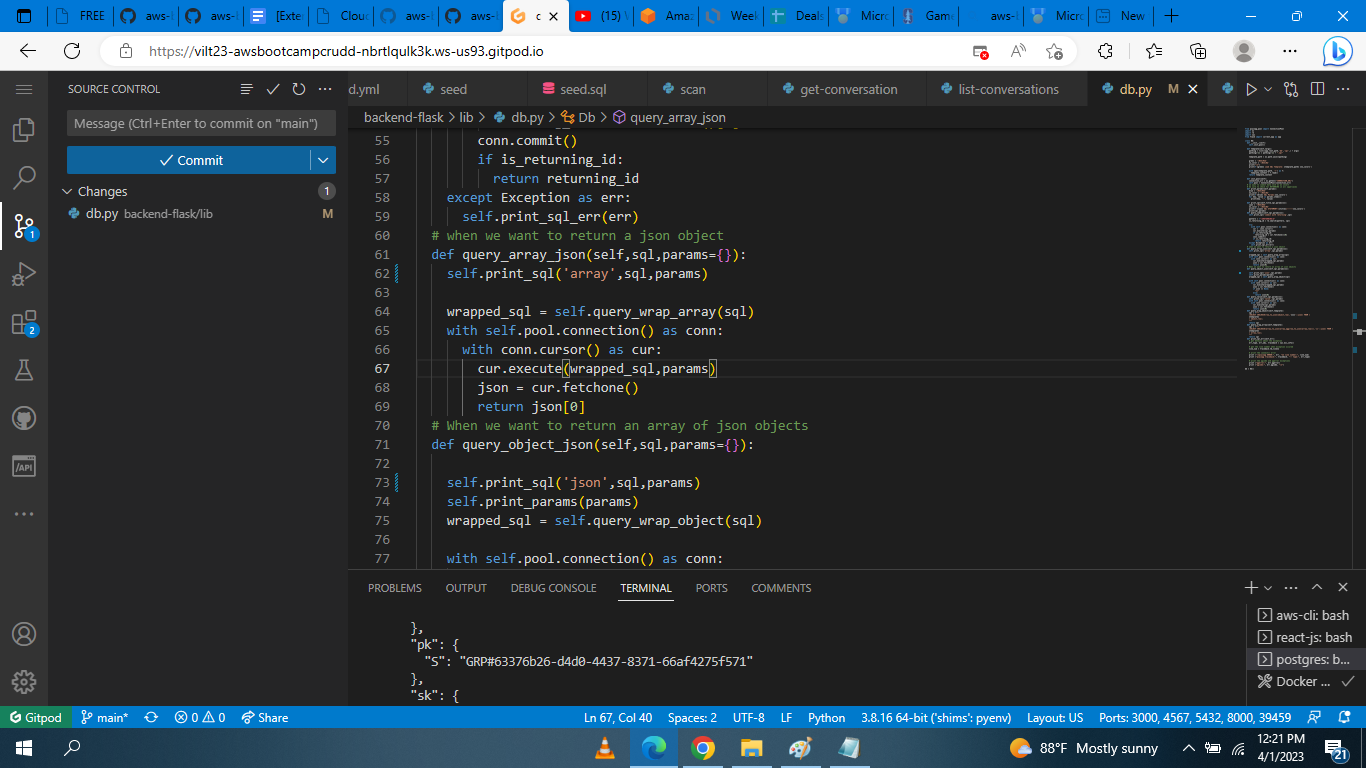 FREE
aws-l
aws-l
[Exter
Clou
aws-l
aws-l
c
(15) \
Amaz
Week
Deals
Micro
Game
aws-l
Micro
New
https://vilt23-awsbootcampcrudd-nbrtlqulk3k.ws-us93.gitpod.io
SOURCE CONTROL
Message (Ctrl+Enter to commit on "main")
Commit
Changes
1
db.py backend-flask/lib
M
1
2
d.yml
seed
seed.sql
scan
get-conversation
list-conversations
db.py
M
backend-flask > lib > db.py > Db > query_array_json
55 conn.commit()
56 if is_returning_id:
57 return returning_id
58 except Exception as err:
59 self.print_sql_err(err)
60 # when we want to return a json object
61 def query_array_json(self,sql,params={}):
62 self.print_sql('array',sql,params)
63
64 wrapped_sql = self.query_wrap_array(sql)
65 with self.pool.connection() as conn:
66 with conn.cursor() as cur:
67 cur.execute(wrapped_sql,params)
68 json = cur.fetchone()
69 return json[0]
70 # When we want to return an array of json objects
71 def query_object_json(self,sql,params={}):
72
73 self.print_sql('json',sql,params)
74 self.print_params(params)
75 wrapped_sql = self.query_wrap_object(sql)
76
77 with self.pool.connection() as conn:
PROBLEMS
OUTPUT
DEBUG CONSOLE
TERMINAL
PORTS
COMMENTS
},
"pk": {
"S": "GRP#63376b26-d4d0-4437-8371-66af4275f571"
},
"sk": {
aws-cli: bash
react-js: bash
postgres: b...
Docker ...
Gitpod
main*
0 0
Share
Ln 67, Col 40
Spaces: 2
UTF-8
LF
Python
3.8.16 64-bit ('shims': pyenv)
Layout: US
Ports: 3000, 4567, 5432, 8000, 39459
88°F Mostly sunny
12:21 PM
4/1/2023
21